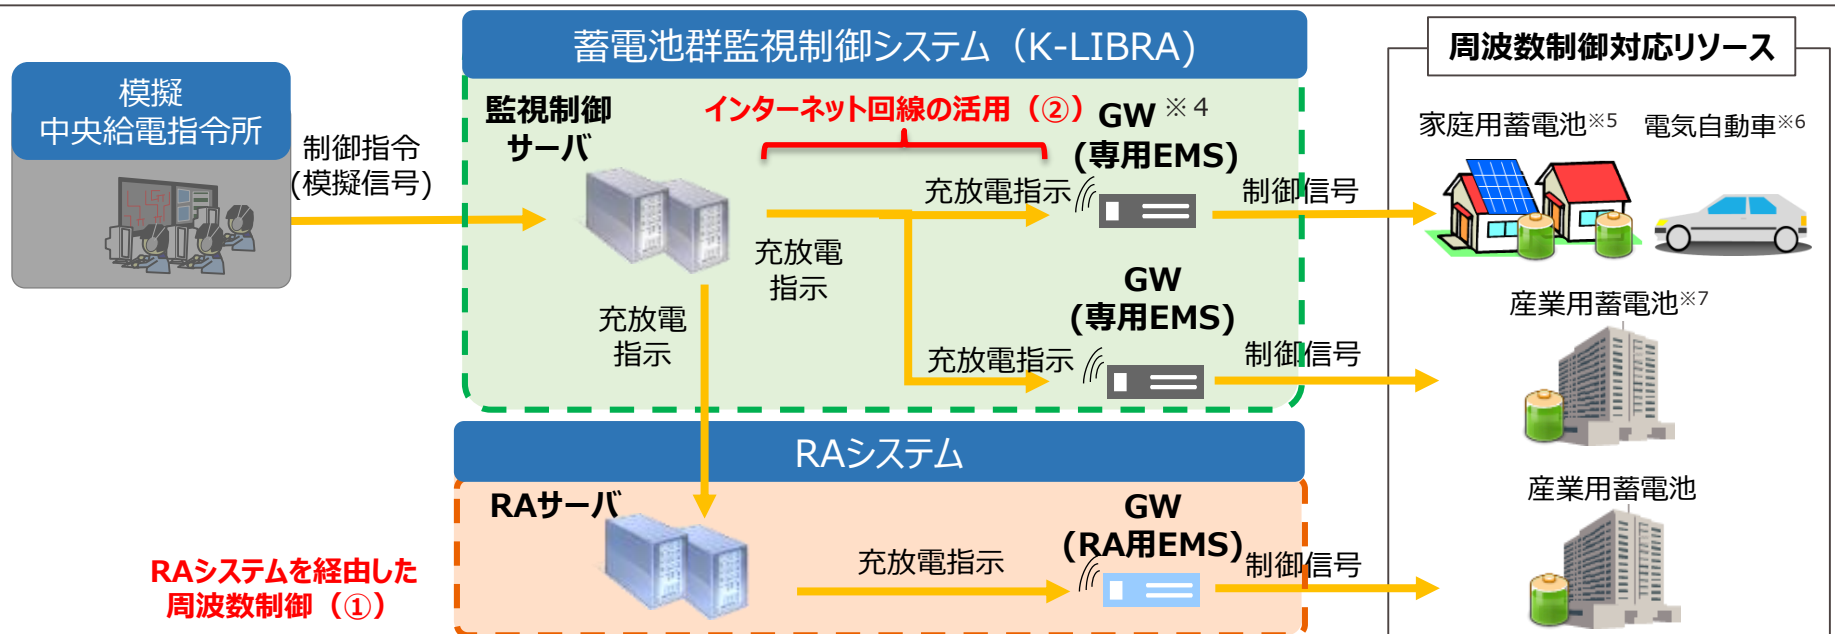 蓄電池群監視制御システム（K-LIBRA）
周波数制御対応リソース
模擬
中央給電指令所
制御指令
(模擬信号)
監視制御
サーバ
インターネット回線の活用（②）
GW※4
(専用EMS)
充放電指示
制御信号
家庭用蓄電池※5
電気自動車※6
充放電
指示
充放電
指示
GW
(専用EMS)
充放電指示
制御信号
産業用蓄電池※7
RAシステム
RAサーバ
GW
(RA用EMS)
充放電指示
制御信号
産業用蓄電池
RAシステムを経由した
周波数制御（①）